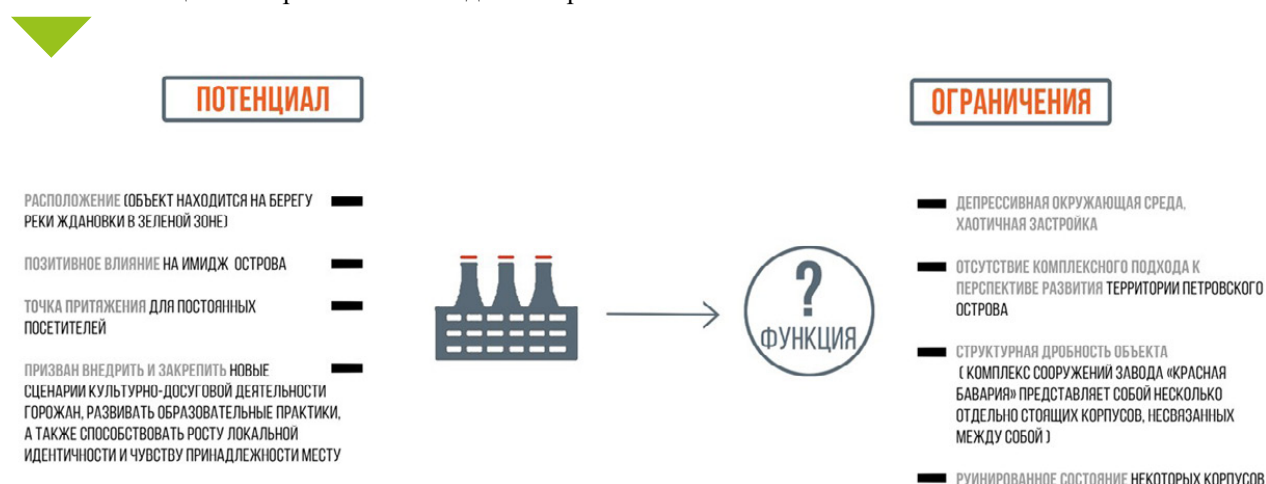 ПОТЕНЦИАЛ
РАСПОЛОЖЕНИЕ (ОБЪЕКТ НАХОДИТСЯ НА БЕРЕГУ
РЕКИ ЖДАНОВКИ В ЗЕЛЕНОЙ ЗОНЕ)
ПОЗИТИВНОЕ ВЛИЯНИЕ НА ИМИДЖ ОСТРОВА
ТОЧКА ПРИТЯЖЕНИЯ ДЛЯ ПОСТОЯННЫХ
ПОСЕТИТЕЛЕЙ
ПРИЗВАН ВНЕДРИТЬ И ЗАКРЕПИТЬ НОВЫЕ
СЦЕНАРИИ КУЛЬТУРНО-ДОСУГОВОЙ ДЕЯТЕЛЬНОСТИ
ГОРОЖАН, РАЗВИВАТЬ ОБРАЗОВАТЕЛЬНЫЕ ПРАКТИКИ,
А ТАКЖЕ СПОСОБСТВОВАТЬ РОСТУ ЛОКАЛЬНОЙ
ИДЕНТИЧНОСТИ И ЧУВСТВУ ПРИНАДЛЕЖНОСТИ МЕСТУ
?
ФУНКЦИЯ
ОГРАНИЧЕНИЯ
ДЕПРЕССИВНАЯ ОКРУЖАЮЩАЯ СРЕДА,
ХАОТИЧНАЯ ЗАСТРОЙКА
ОТСУТСТВИЕ КОМПЛЕКСНОГО ПОДХОДА К
ПЕРСПЕКТИВЕ РАЗВИТИЯ ТЕРРИТОРИИ ПЕТРОВСКОГО
ОСТРОВА
СТРУКТУРНАЯ ДРОБНОСТЬ ОБЪЕКТА
( КОМПЛЕКС СООРУЖЕНИЙ ЗАВОДА «КРАСНАЯ
БАВАРИЯ» ПРЕДСТАВЛЯЕТ СОБОЙ НЕСКОЛЬКО
ОТДЕЛЬНО СТОЯЩИХ КОРПУСОВ, НЕСВЯЗАННЫХ
МЕЖДУ СОБОЙ )
РУИНИРОВАННОЕ СОСТОЯНИЕ НЕКОТОРЫХ КОРПУСОВ